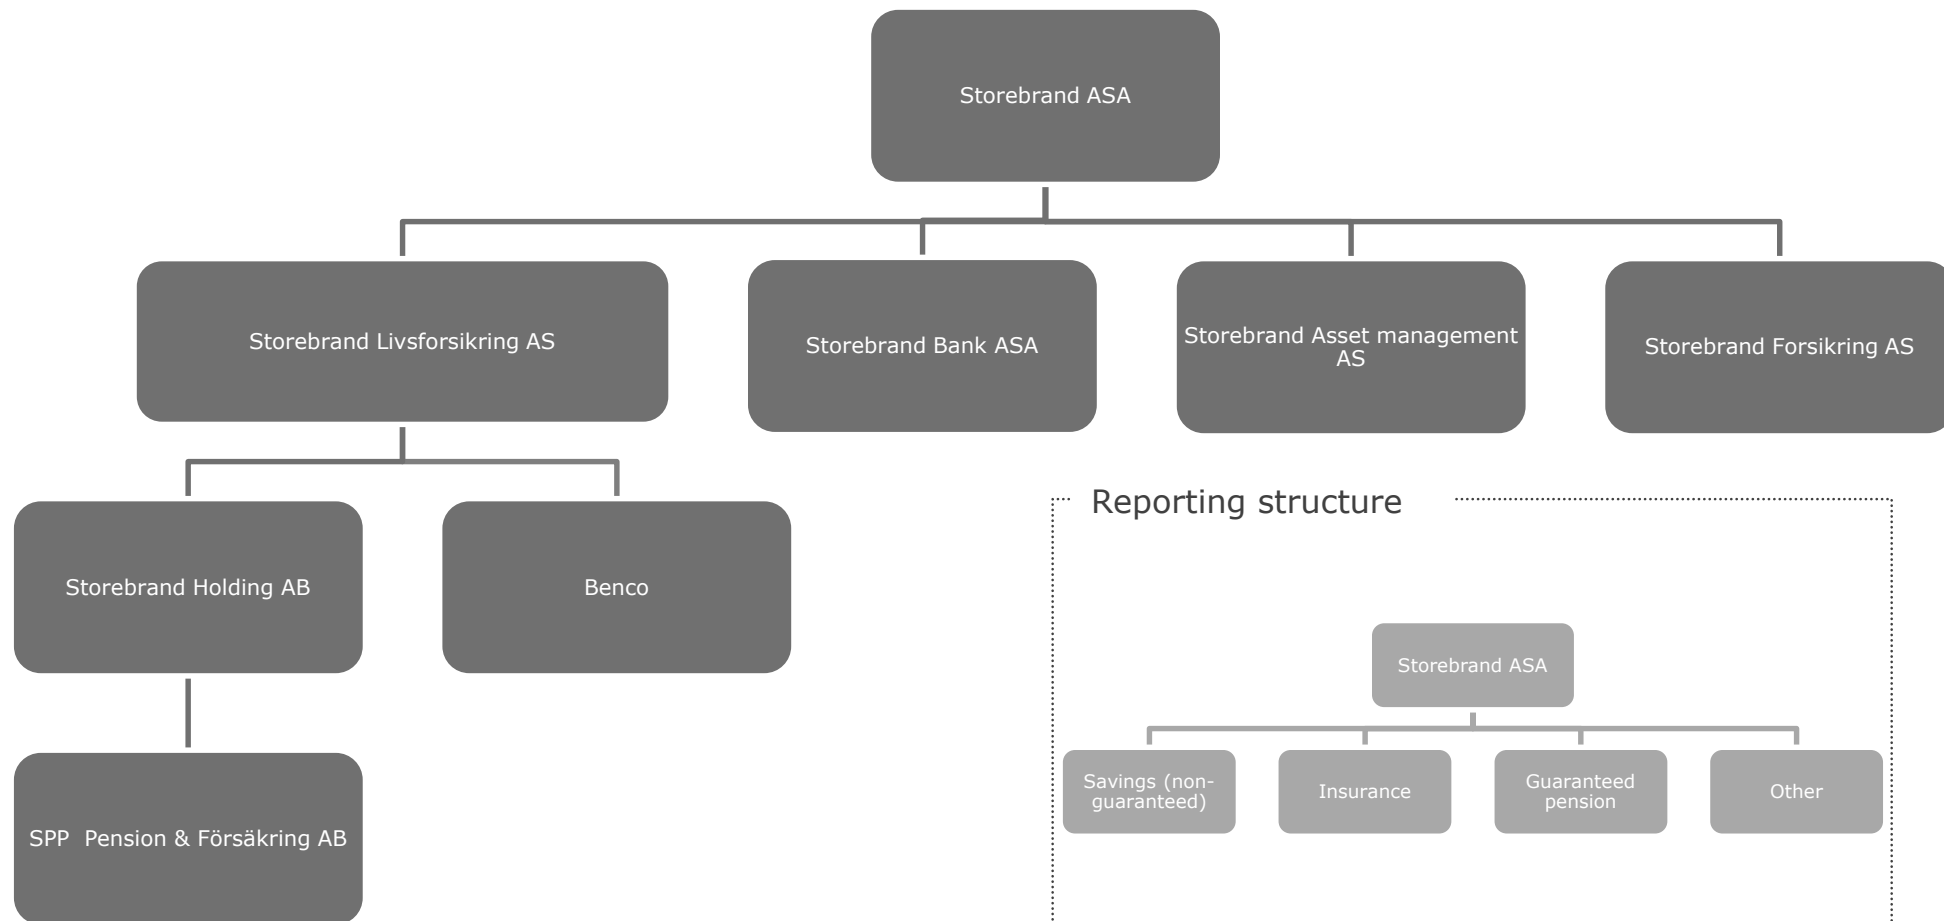 Storebrand ASA
Storebrand Livsforsikring AS
Storebrand Bank ASA
Storebrand Asset management
AS
Storebrand Forsikring AS
Storebrand Holding AB
Benco
SPP  Pension & Försäkring AB
Reporting structure
Storebrand ASA
Savings (non-
guaranteed)
Insurance
Guaranteed
pension
Other